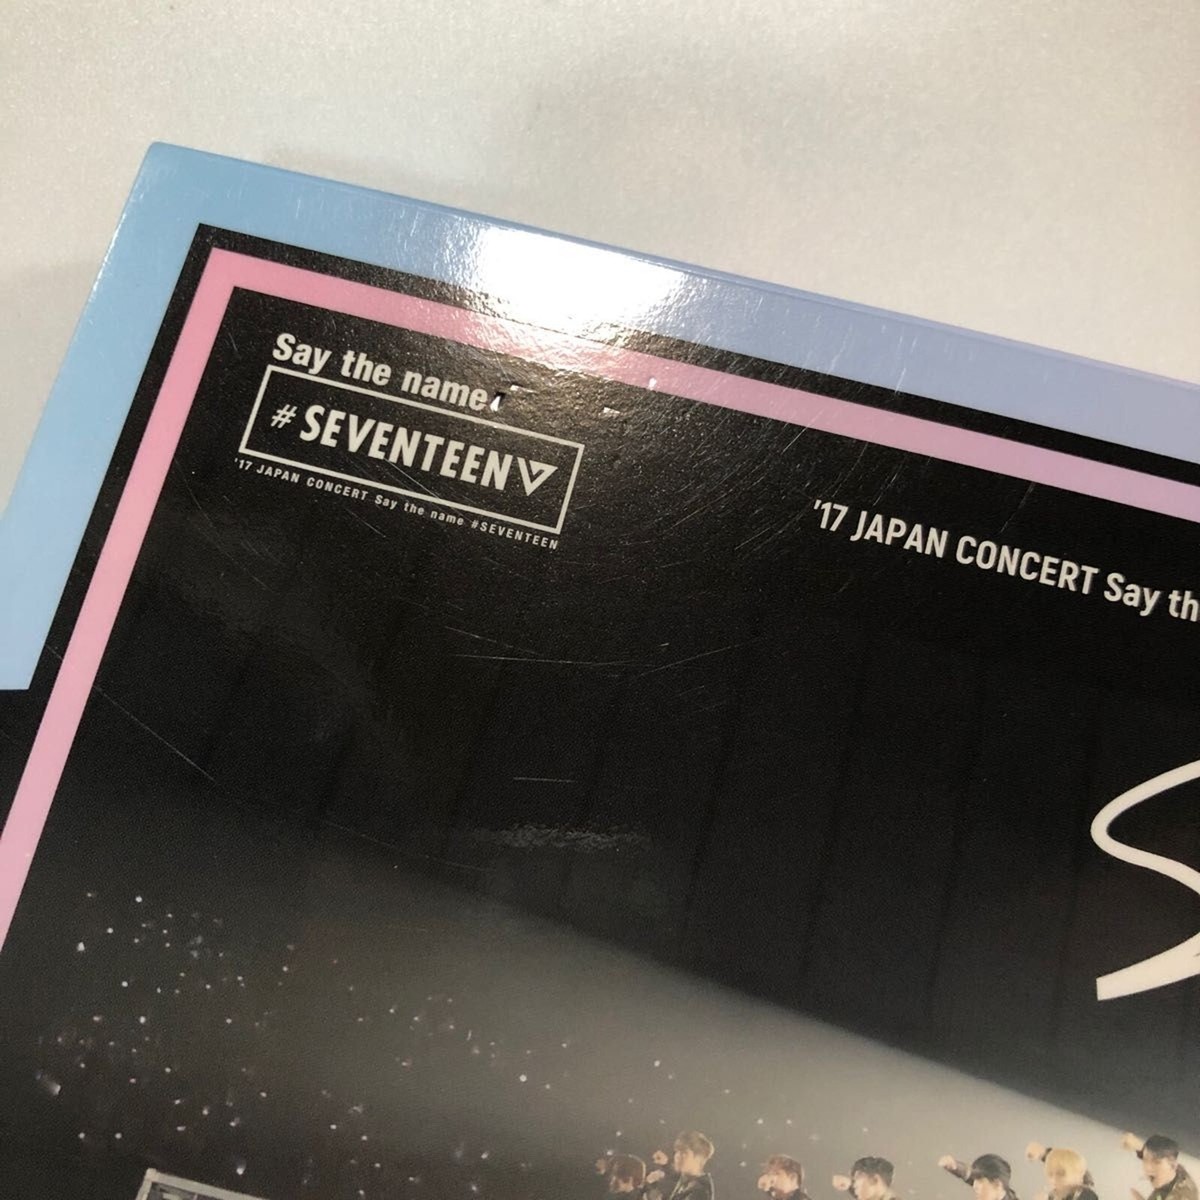 Say the name
# SEVENTEEN
'17 JAPAN CONCERT Say the name #SEVENTEEN
'17 JAPAN CONCERT Say th
S